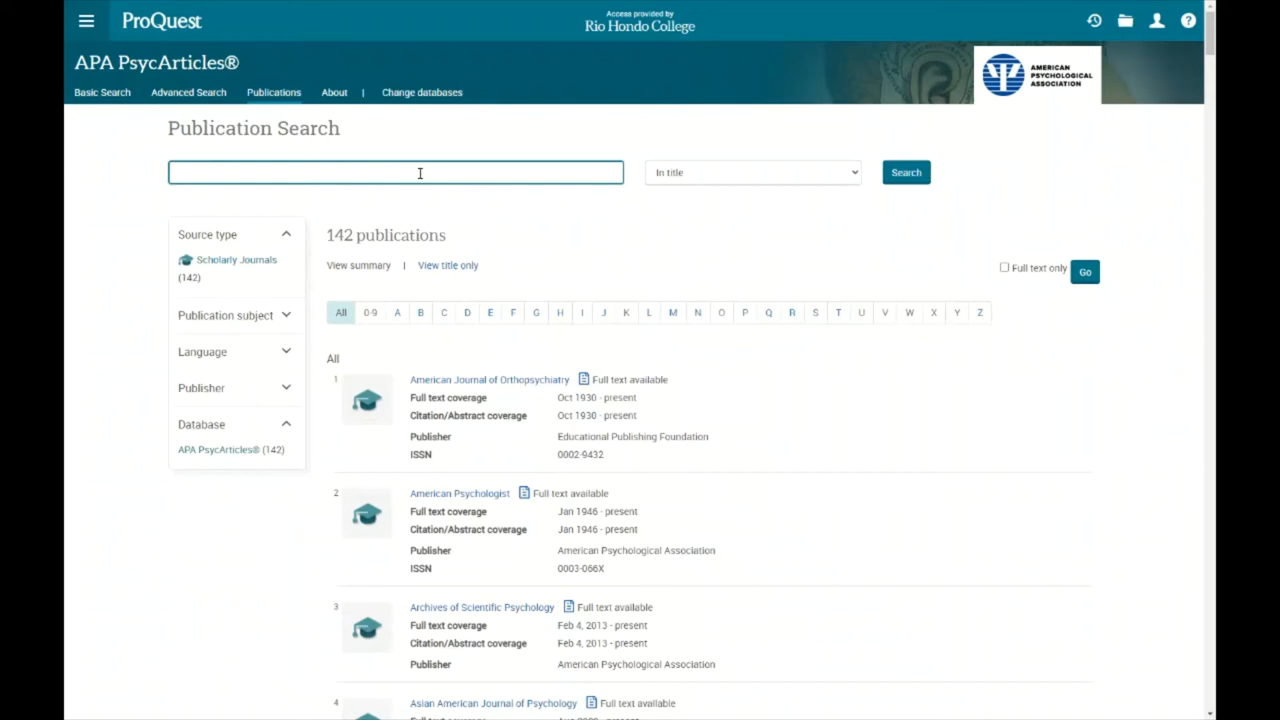 ProQuest
Access provided by
Rio Hondo College
?
APA PsycArticles®
AMERICAN
PSYCHOLOGICAL
ASSOCIATION
Basic Search Advanced Search Publications About | Change databases
Publication Search
In title
Search
Source type
Scholarly Journals
(142)
Publication subject
Language
Publisher
Database
APA PsycArticles® (142)
142 publications
View summary | View title only
Full text only Go
All 0-9 A B C D E F G H I J K L M N O P Q R S T U V W X Y Z
All
1 American Journal of Orthopsychiatry Full text available
Full text coverage Oct 1930 - present
Citation/Abstract coverage Oct 1930 - present
Publisher Educational Publishing Foundation
ISSN 0002-9432
2 American Psychologist Full text available
Full text coverage Jan 1946 - present
Citation/Abstract coverage Jan 1946 - present
Publisher American Psychological Association
ISSN 0003-066X
3 Archives of Scientific Psychology Full text available
Full text coverage Feb 4, 2013 - present
Citation/Abstract coverage Feb 4, 2013 - present
Publisher American Psychological Association
4 Asian American Journal of Psychology Full text available